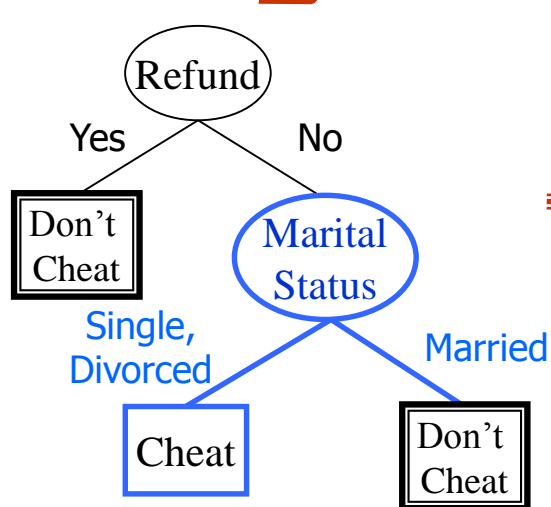 Refund
Yes
No
Don’t
Cheat
Marital
Status
Single,
Divorced
Married
Cheat
Don’t
Cheat